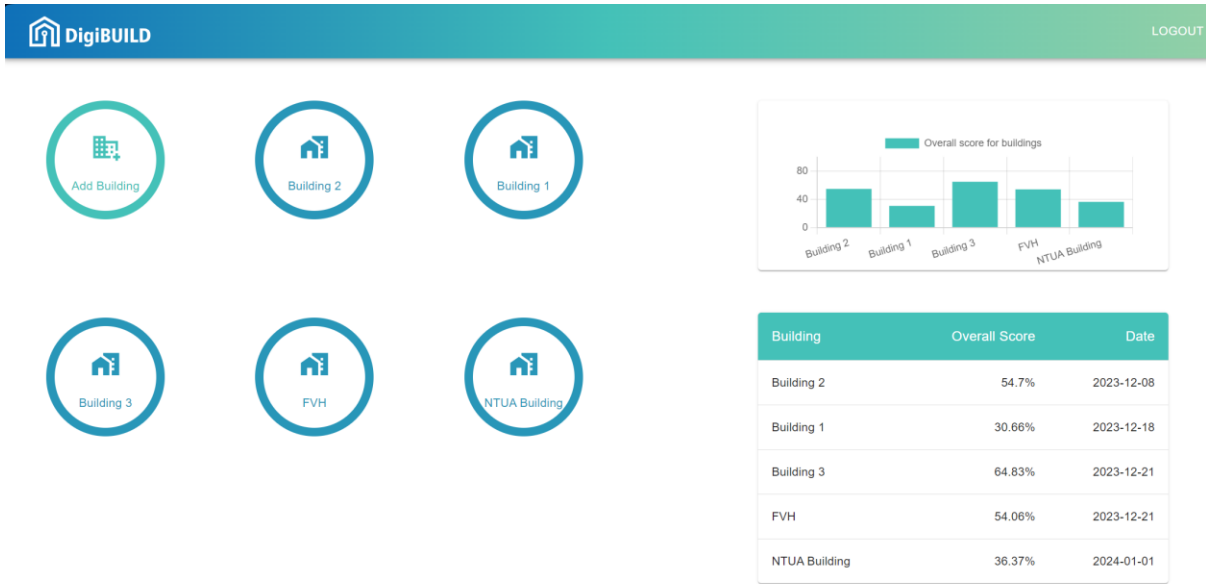 DigiBUILD
LOGOUT
Add Building
Building 2
Building 1
Building 3
FVH
NTUA Building
Overall score for buildings
80
40
0
Building 2
Building 1
Building 3
FVH
NTUA Building
Building Overall Score Date
Building 2 54.7% 2023-12-08
Building 1 30.66% 2023-12-18
Building 3 64.83% 2023-12-21
FVH 54.06% 2023-12-21
NTUA Building 36.37% 2024-01-01